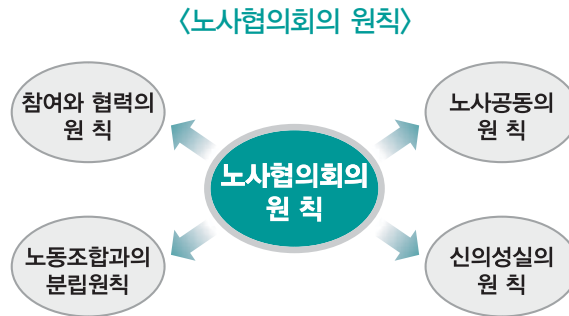 〈노사협의회의 원칙〉
참여와 협력의
원 칙
노사공동의
원 칙
노사협의회의
원 칙
노동조합과의
분립원칙
신의성실의
원 칙